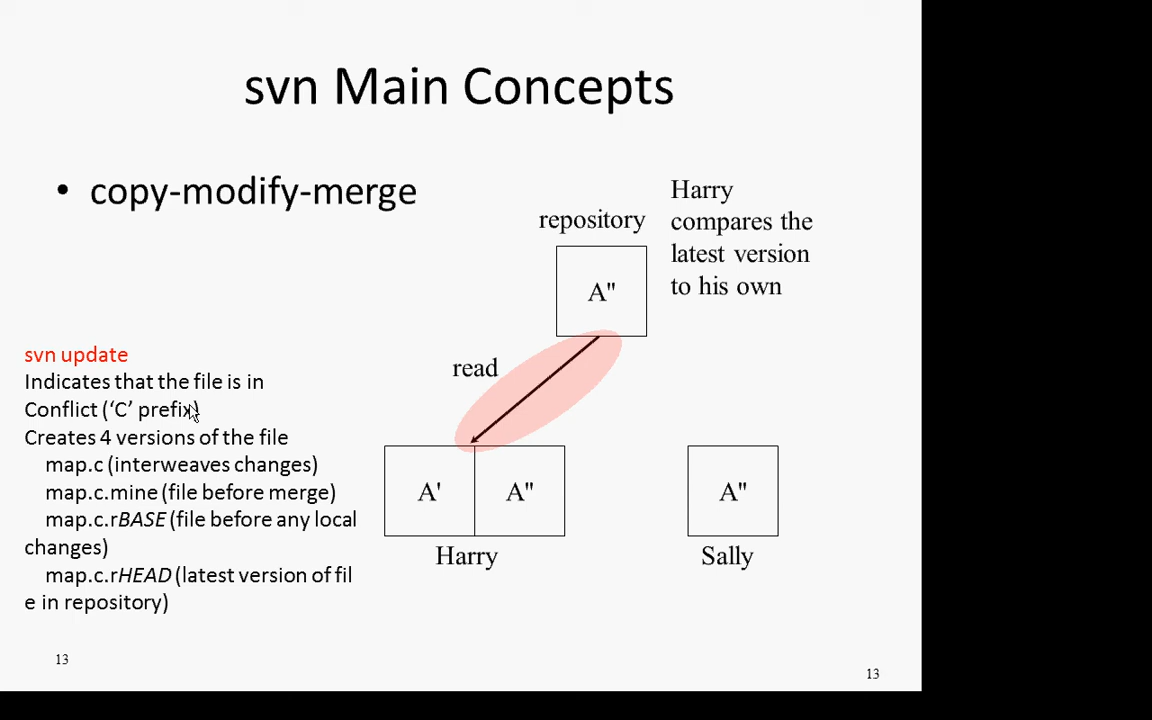 svn Main Concepts
• copy-modify-merge
Harry
compares the
latest version
to his own
repository
A"
read
svn update
Indicates that the file is in
Conflict (‘C’ prefix)
Creates 4 versions of the file
map.c (interweaves changes)
map.c.mine (file before merge)
map.c.rBASE (file before any local
changes)
map.c.rHEAD (latest version of fil
e in repository)
A' A" A"
Harry Sally
13
13